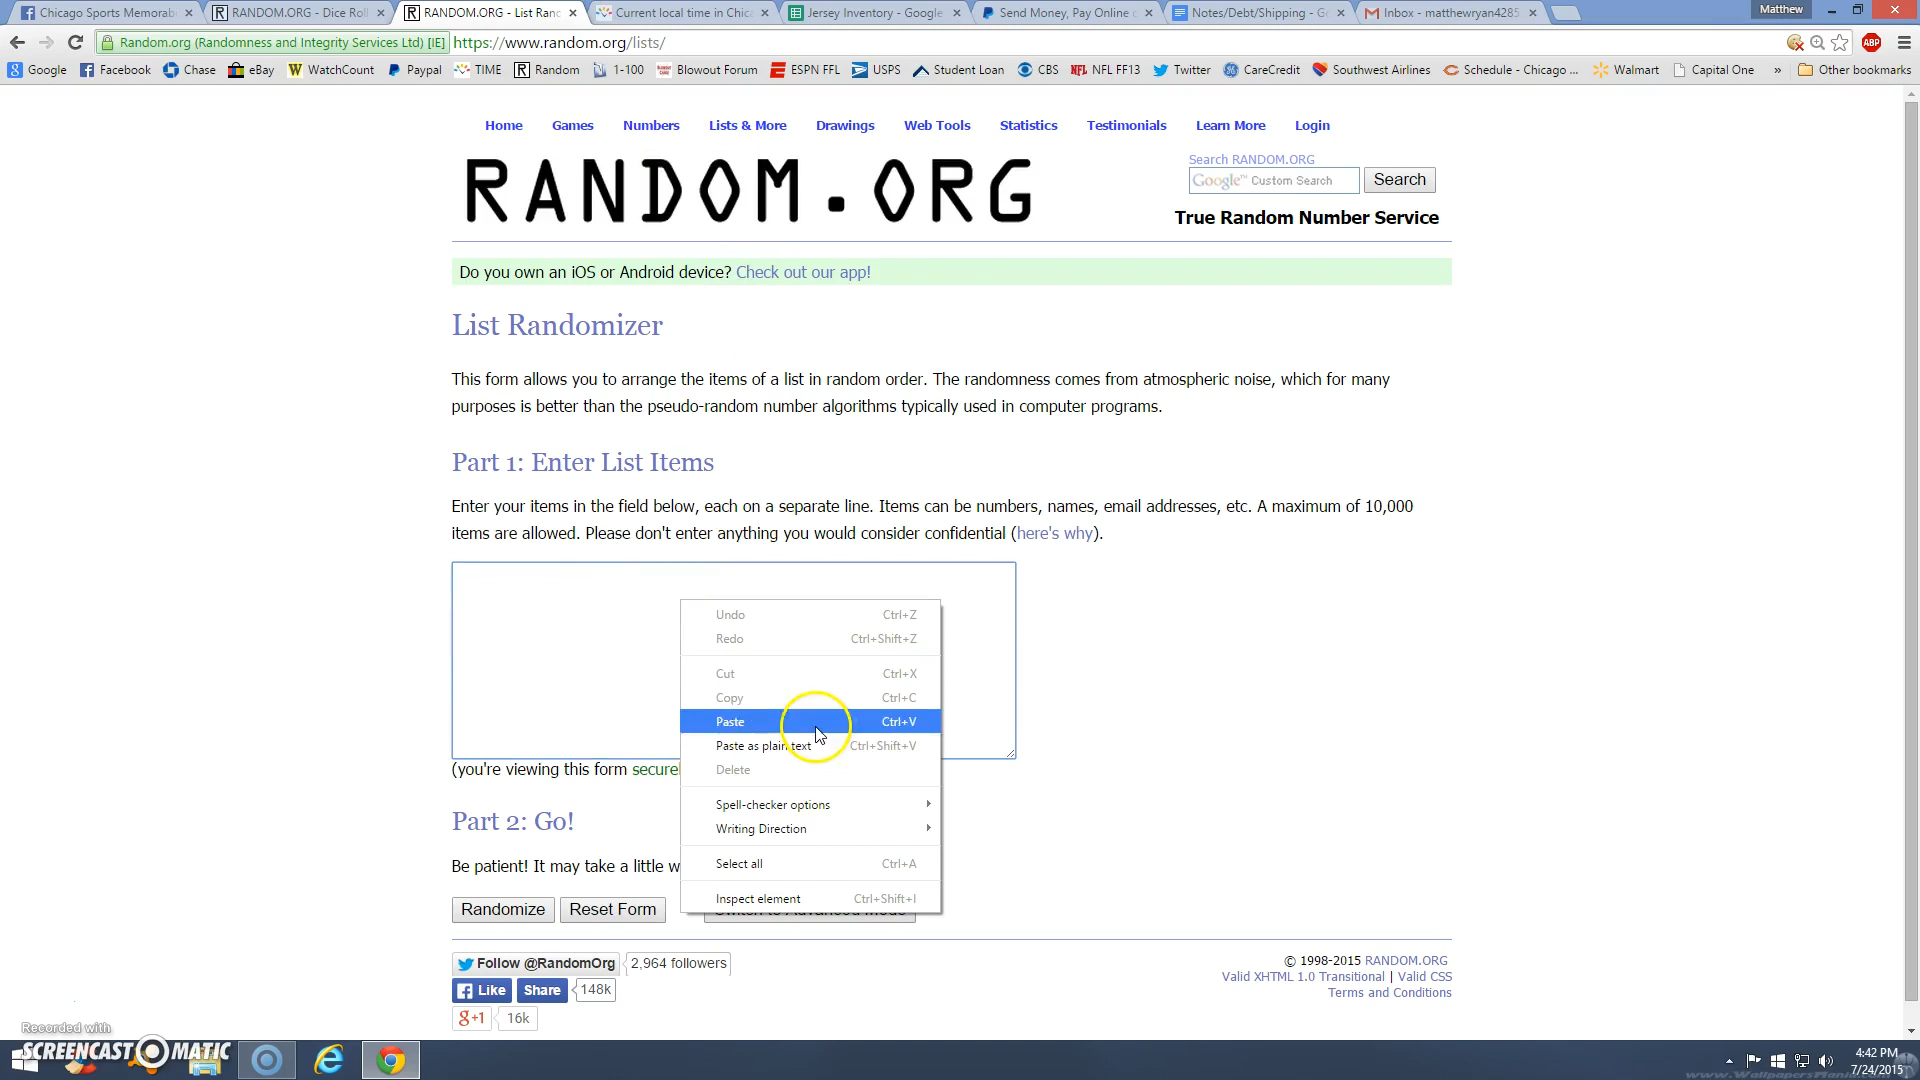 Chicago Sports Memorab
RANDOM.ORG - Dice Roll
RANDOM.ORG - List Rand
Current local time in Chica
Jersey Inventory - Google
Send Money, Pay Online o
Notes/Debt/Shipping - Go
Inbox - matthewryan4285
Matthew
Random.org (Randomness and Integrity Services Ltd) [IE]
https://www.random.org/lists/
ABP
Google
Facebook
Chase
eBay
WatchCount
Paypal
TIME
Random
1-100
Blowout Forum
ESPN FFL
USPS
Student Loan
CBS
NFL FF13
Twitter
CareCredit
Southwest Airlines
Schedule - Chicago ...
Walmart
Capital One
»
Other bookmarks
Home Games Numbers Lists & More Drawings Web Tools Statistics Testimonials Learn More Login
RANDOM.ORG
Search RANDOM.ORG
Google™ Custom Search
Search
True Random Number Service
Do you own an iOS or Android device? Check out our app!
List Randomizer
This form allows you to arrange the items of a list in random order. The randomness comes from atmospheric noise, which for many
purposes is better than the pseudo-random number algorithms typically used in computer programs.
Part 1: Enter List Items
Enter your items in the field below, each on a separate line. Items can be numbers, names, email addresses, etc. A maximum of 10,000
items are allowed. Please don't enter anything you would consider confidential (here's why).
Undo Ctrl+Z
Redo Ctrl+Shift+Z
Cut Ctrl+X
Copy Ctrl+C
Paste Ctrl+V
Paste as plain text Ctrl+Shift+V
Delete
Spell-checker options
Writing Direction
Select all Ctrl+A
Inspect element Ctrl+Shift+I
(you're viewing this form secure
Part 2: Go!
Be patient! It may take a little w
Randomize
Reset Form
Switch to Advanced Mode
Follow @RandomOrg
2,964 followers
Like
Share
148k
g+1
16k
© 1998-2015 RANDOM.ORG
Valid XHTML 1.0 Transitional | Valid CSS
Terms and Conditions
Recorded with
SCREENCAST MATIC
4:42 PM
7/24/2015